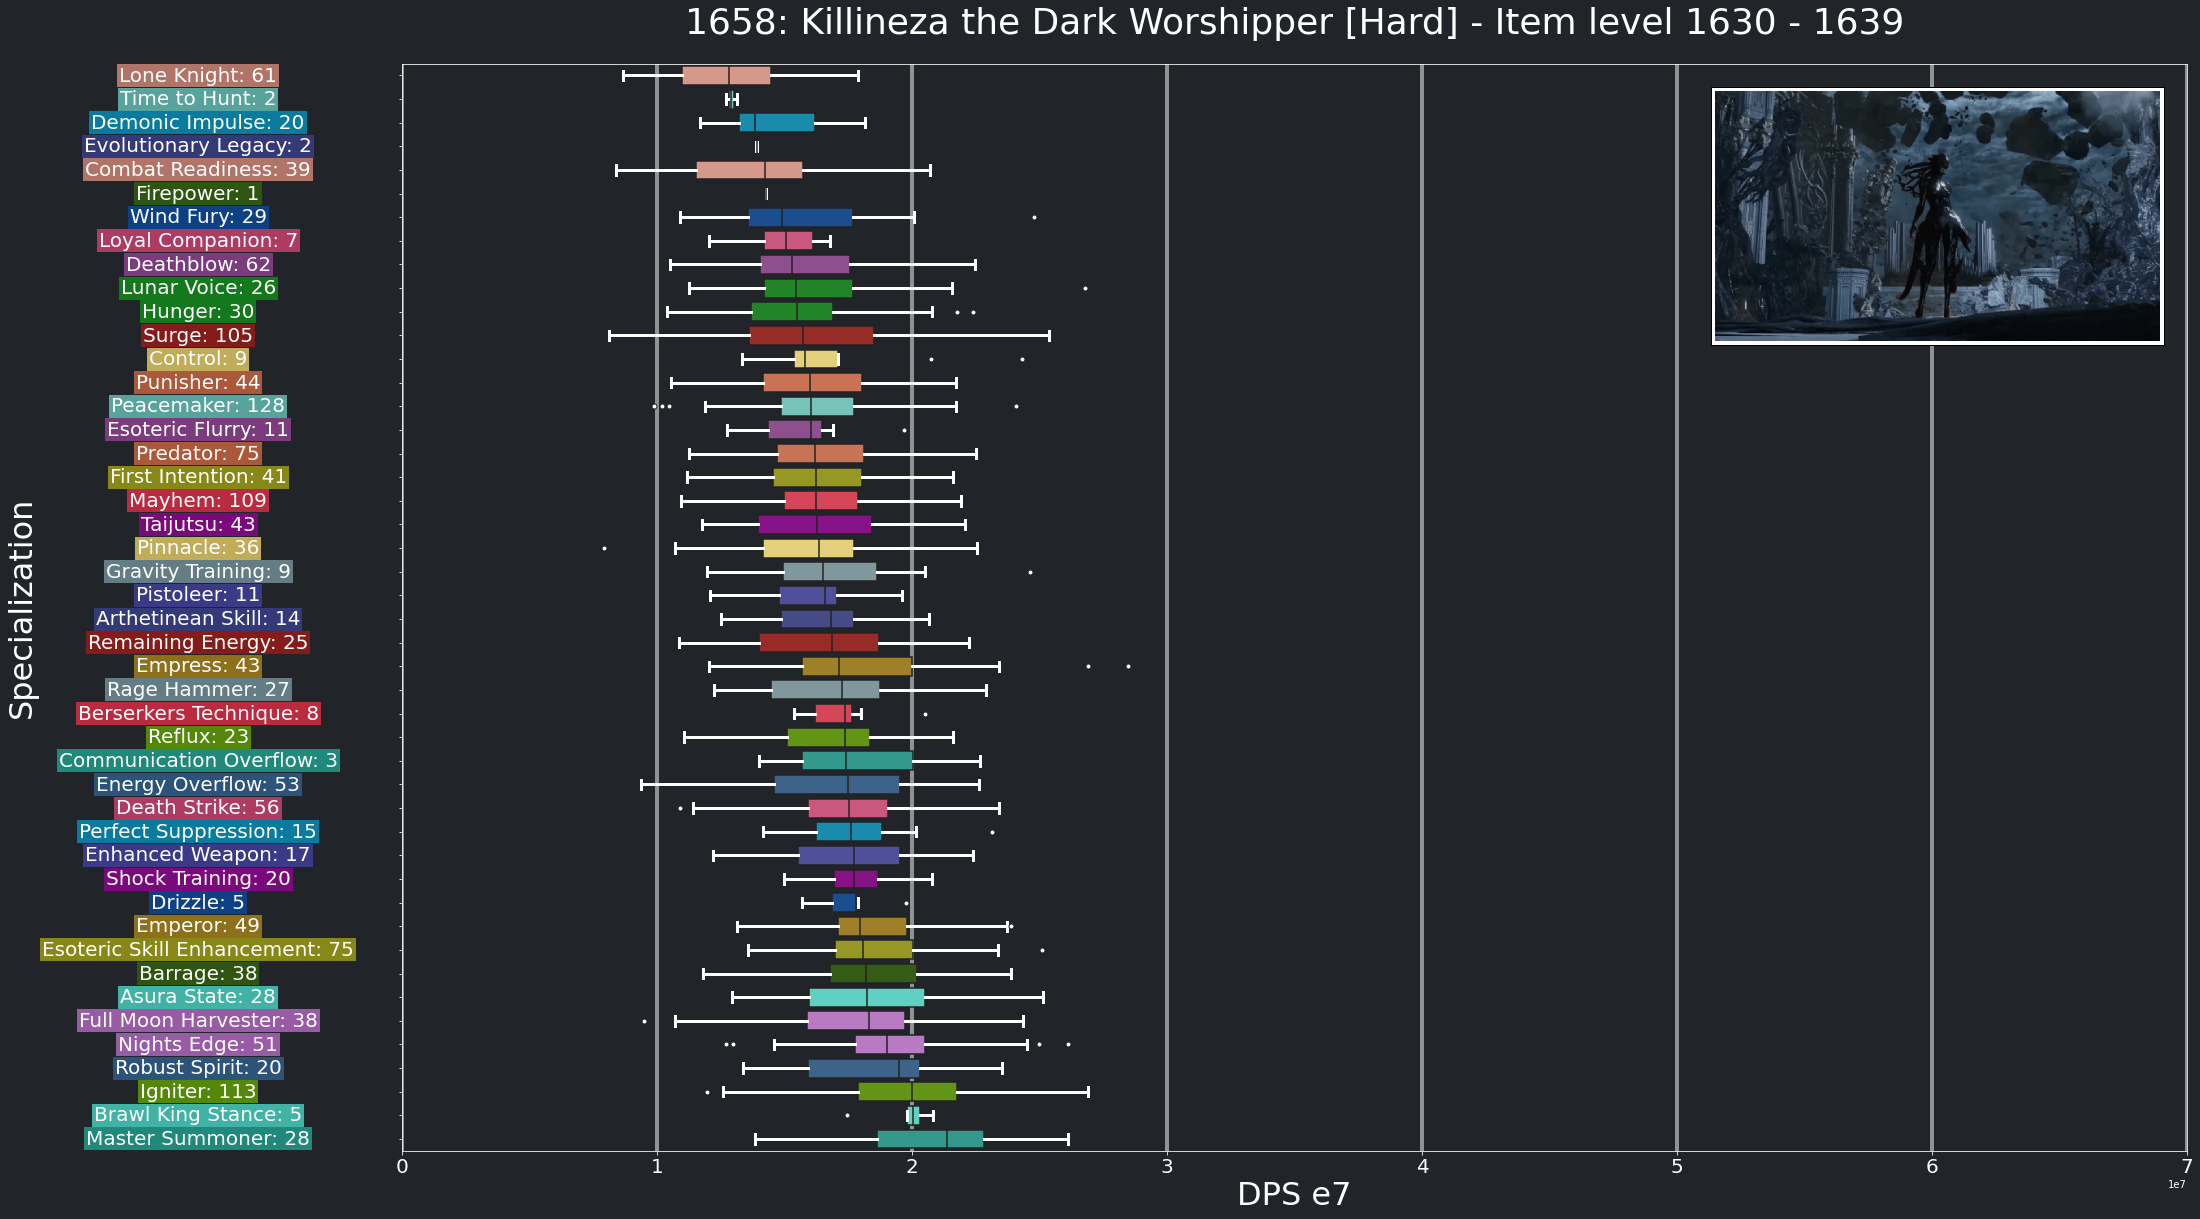 1658: Killineza the Dark Worshipper [Hard] - Item level 1630 - 1639
Specialization
Lone Knight: 61
Time to Hunt: 2
Demonic Impulse: 20
Evolutionary Legacy: 2
Combat Readiness: 39
Firepower: 1
Wind Fury: 29
Loyal Companion: 7
Deathblow: 62
Lunar Voice: 26
Hunger: 30
Surge: 105
Control: 9
Punisher: 44
Peacemaker: 128
Esoteric Flurry: 11
Predator: 75
First Intention: 41
Mayhem: 109
Taijutsu: 43
Pinnacle: 36
Gravity Training: 9
Pistoleer: 11
Arthetinean Skill: 14
Remaining Energy: 25
Empress: 43
Rage Hammer: 27
Berserkers Technique: 8
Reflux: 23
Communication Overflow: 3
Energy Overflow: 53
Death Strike: 56
Perfect Suppression: 15
Enhanced Weapon: 17
Shock Training: 20
Drizzle: 5
Emperor: 49
Esoteric Skill Enhancement: 75
Barrage: 38
Asura State: 28
Full Moon Harvester: 38
Nights Edge: 51
Robust Spirit: 20
Igniter: 113
Brawl King Stance: 5
Master Summoner: 28
0 1 2 3 4 5 6 7
1e7
DPS e7